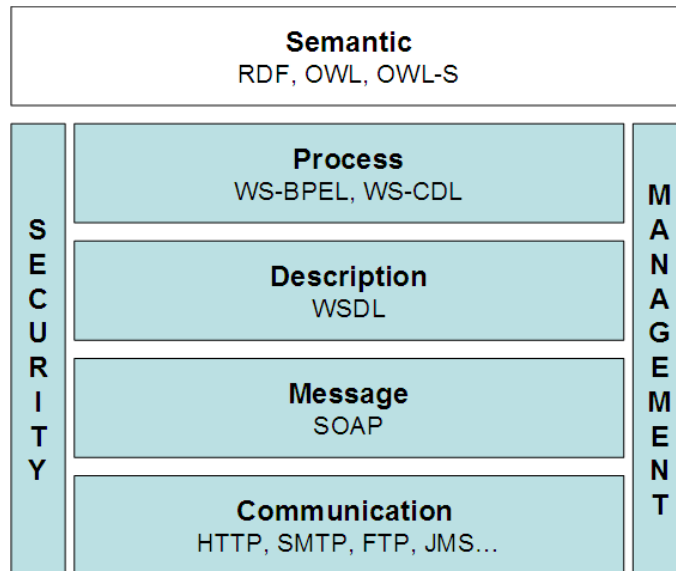 Semantic
RDF, OWL, OWL-S
SECURITY
Process
WS-BPEL, WS-CDL
Description
WSDL
Message
SOAP
Communication
HTTP, SMTP, FTP, JMS...
MANAGEMENT